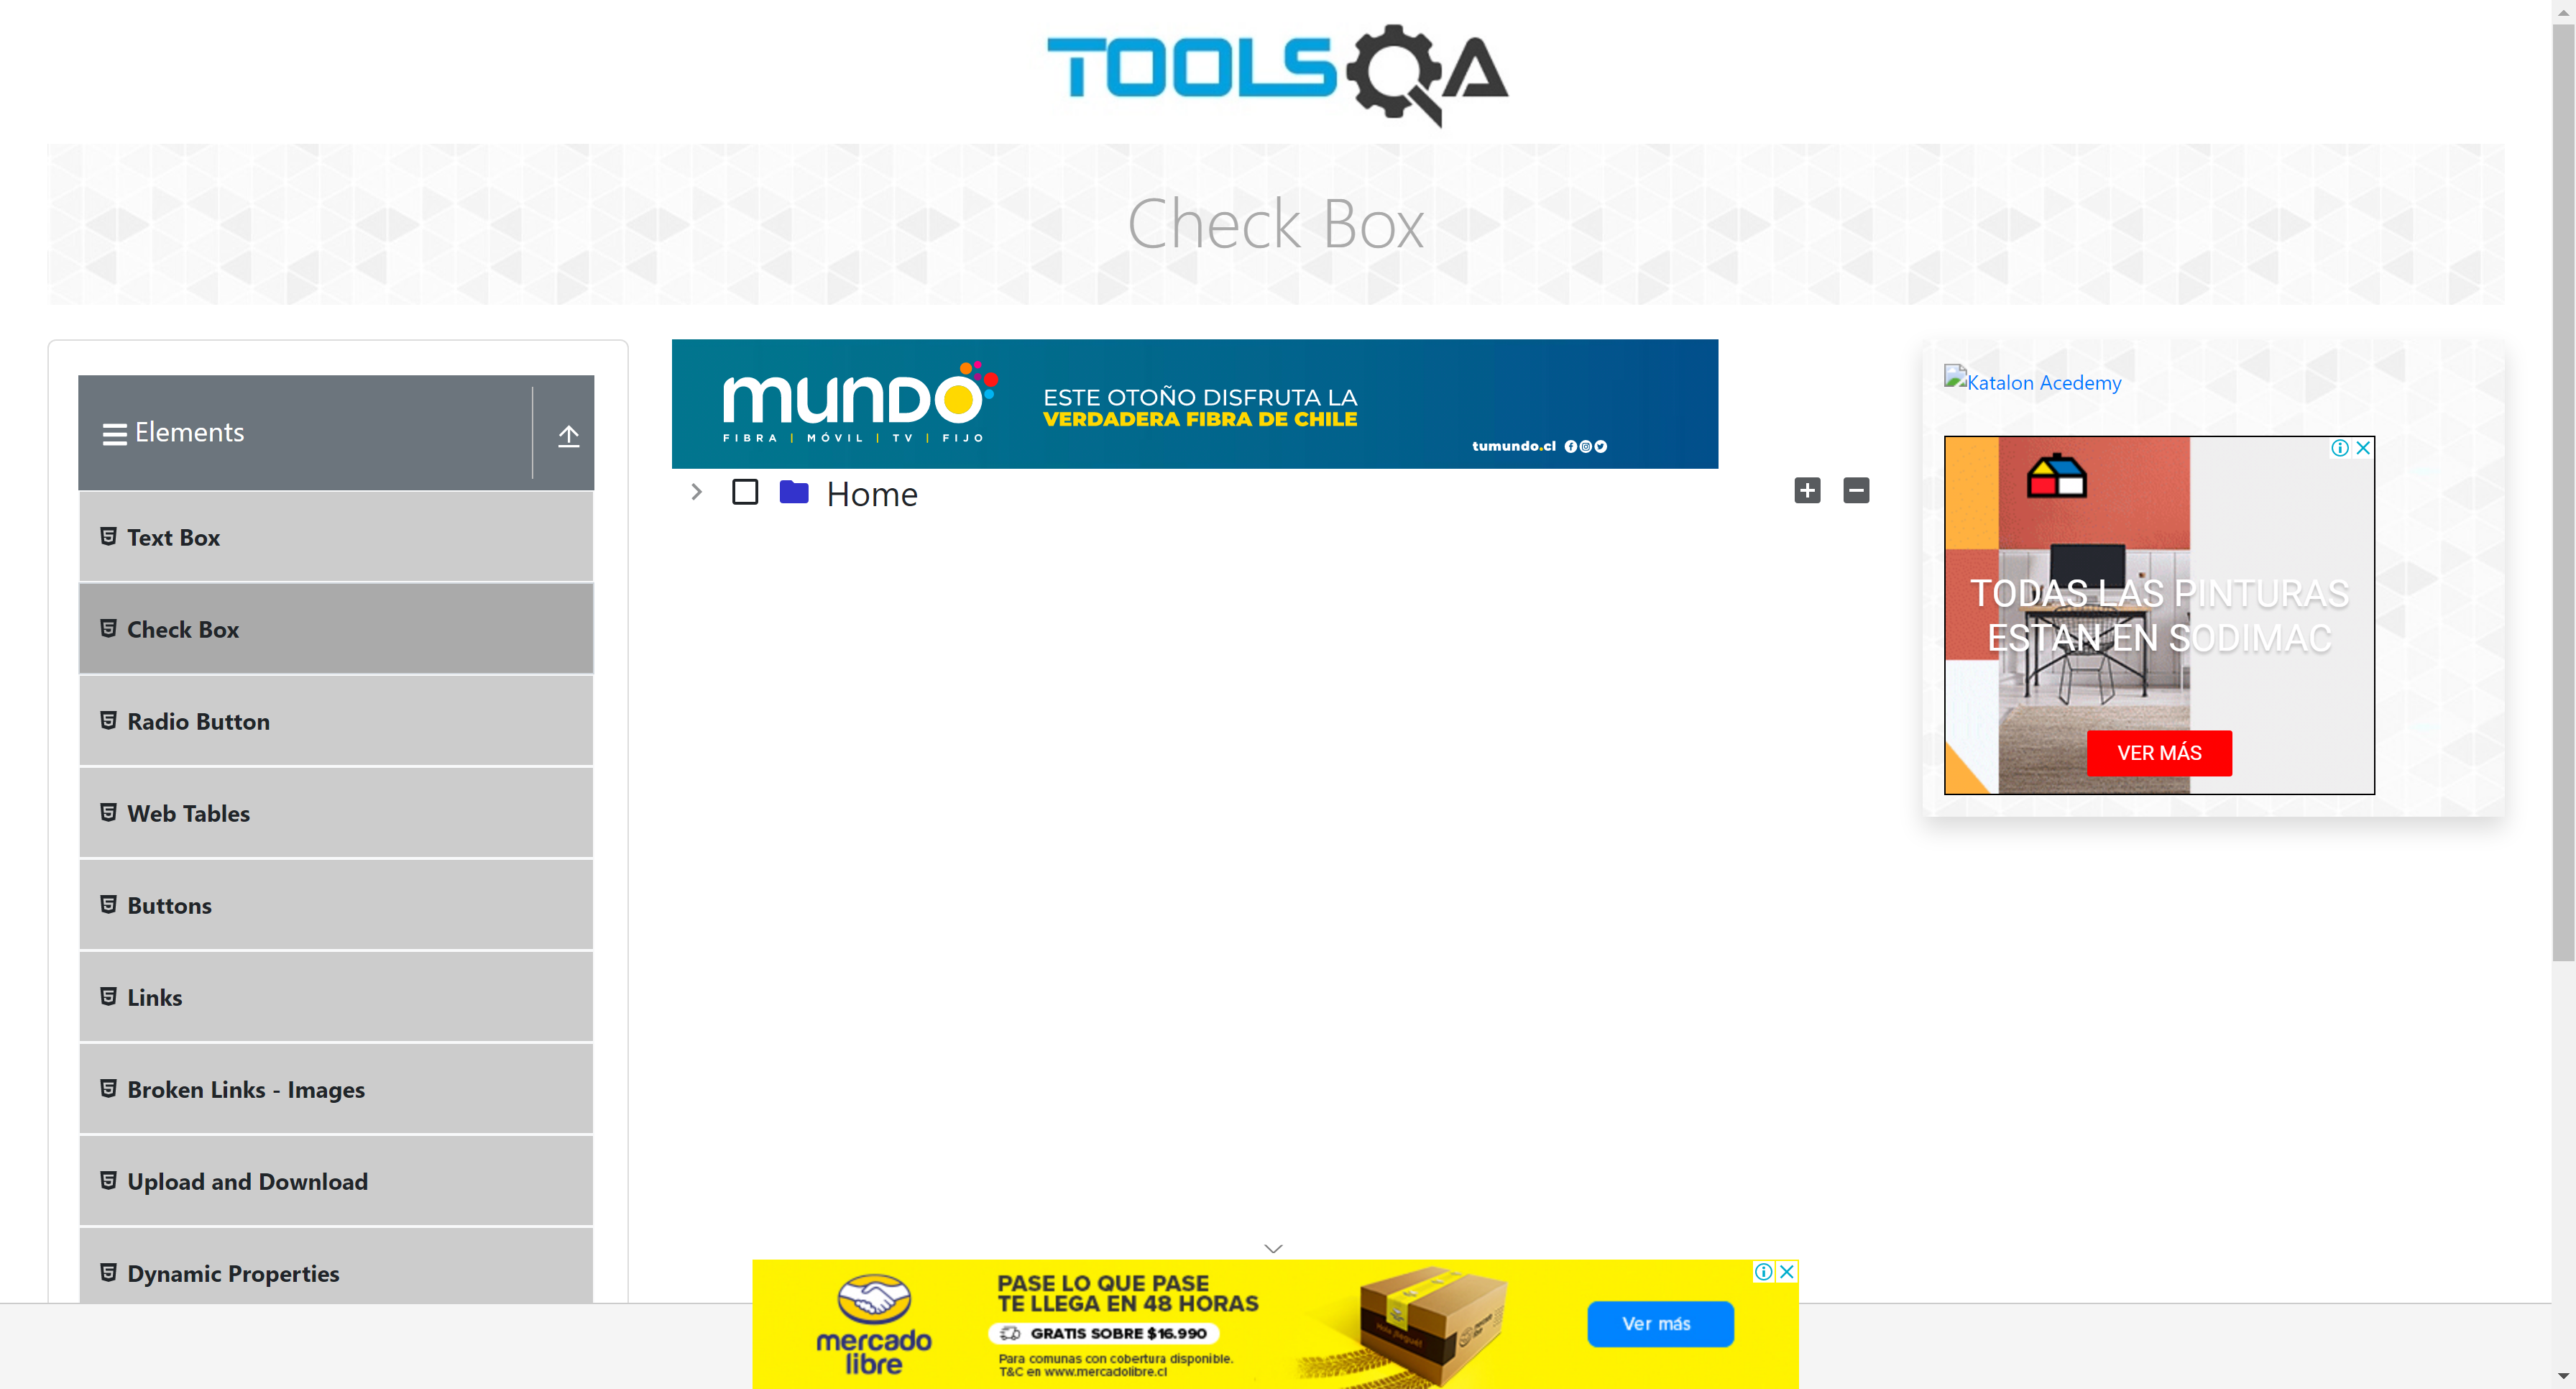 TOOLSQA
Check Box
Elements
Text Box
Check Box
Radio Button
Web Tables
Buttons
Links
Broken Links - Images
Upload and Download
Dynamic Properties
mundo
FIBRA | MÓVIL | TV | FIJO
ESTE OTOÑO DISFRUTA LA
VERDADERA FIBRA DE CHILE
tumundo.cl
Home
Katalon Acedemy
TODAS LAS PINTURAS
ESTAN EN SODIMAC
VER MÁS
mercado
libre
PASE LO QUE PASE
TE LLEGA EN 48 HORAS
GRATIS SOBRE $16.990
Para comunas con cobertura disponible.
T&C en www.mercadolibre.cl
Ver más